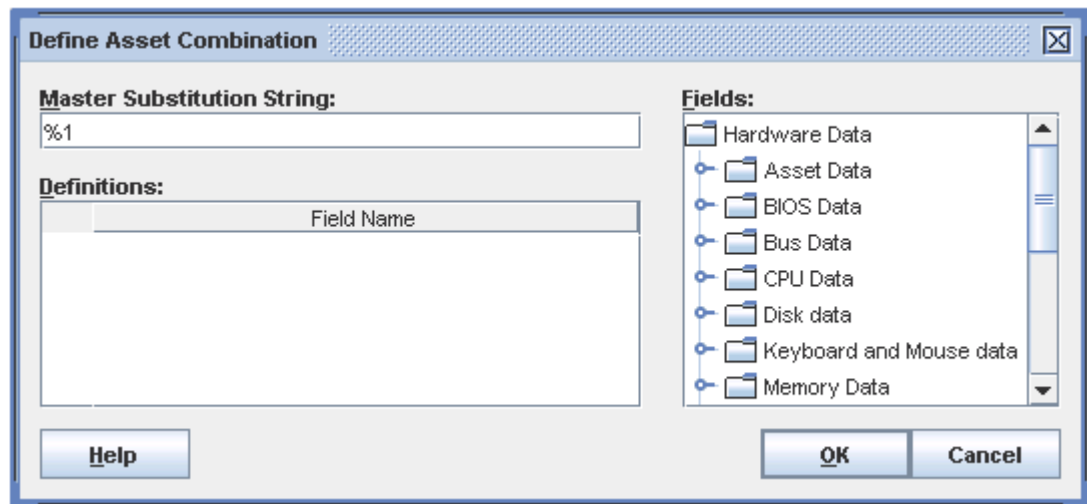 Define Asset Combination
Master Substitution String:
%1
Definitions:
Field Name
Fields:
Hardware Data
Asset Data
BIOS Data
Bus Data
CPU Data
Disk data
Keyboard and Mouse data
Memory Data
Help
OK
Cancel